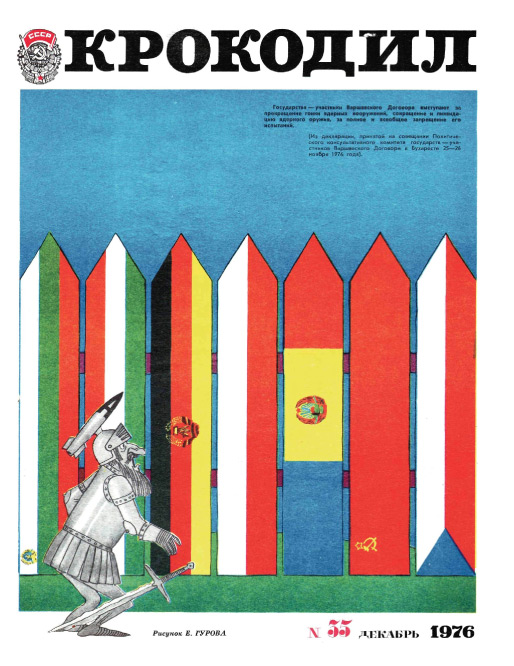 СССР
КРОКОДИЛ
Государства — участники Варшавского Договора выступают за
прекращение гонки ядерных вооружений, сокращение и ликвида-
цию ядерного оружия, за полное и всеобщее запрещение его
испытаний.
(Из декларации, принятой на совещании Политиче-
ского консультативного комитета государств — уча-
стников Варшавского Договора в Бухаресте 25—26
ноября 1976 года).
Рисунок Е. ГУРОВА
N 35 ДЕКАБРЬ 1976